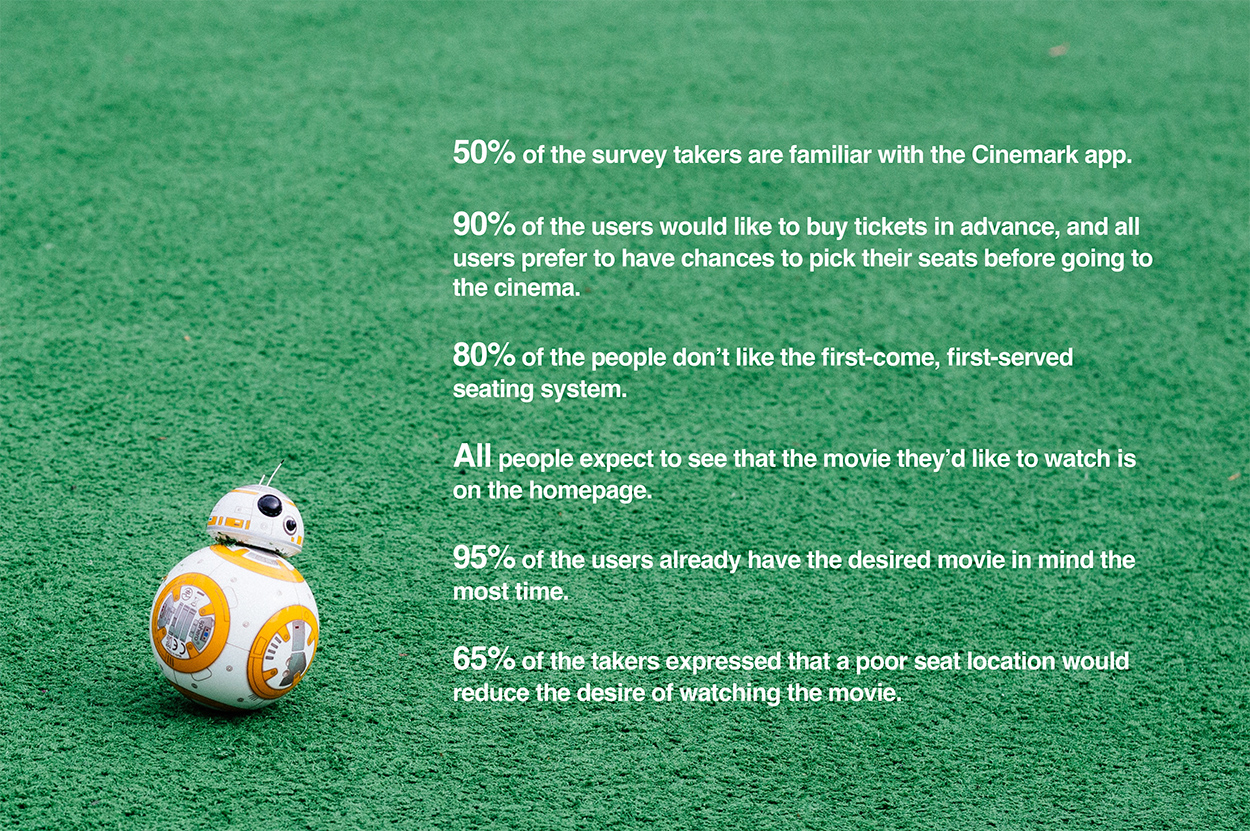 50% of the survey takers are familiar with the Cinemark app.
90% of the users would like to buy tickets in advance, and all
users prefer to have chances to pick their seats before going to
the cinema.
80% of the people don’t like the first-come, first-served
seating system.
All people expect to see that the movie they’d like to watch is
on the homepage.
95% of the users already have the desired movie in mind the
most time.
65% of the takers expressed that a poor seat location would
reduce the desire of watching the movie.